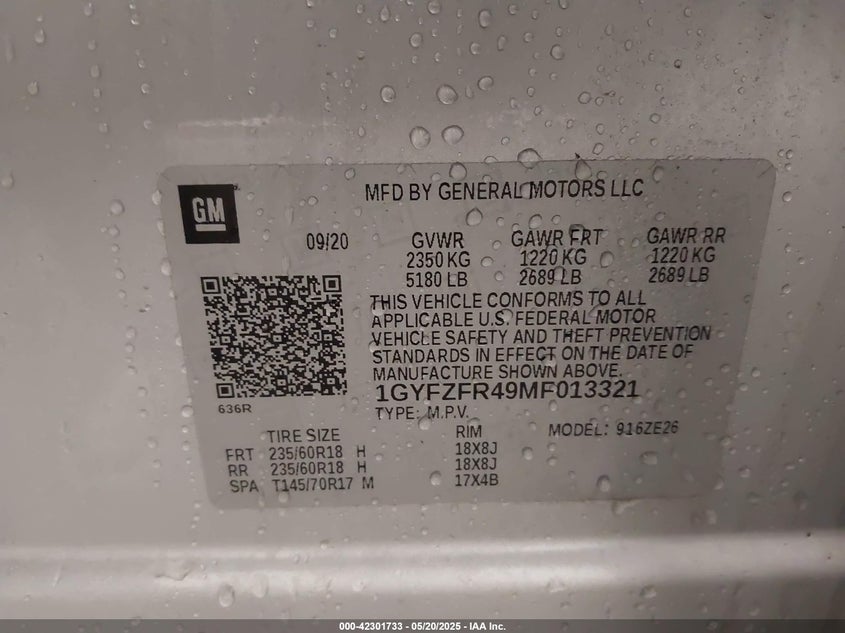 GM
MFD BY GENERAL MOTORS LLC
09/20 GVWR GAWR FRT GAWR RR
2350 KG 1220 KG 1220 KG
5180 LB 2689 LB 2689 LB
THIS VEHICLE CONFORMS TO ALL
APPLICABLE U.S. FEDERAL MOTOR
VEHICLE SAFETY AND THEFT PREVENTION
STANDARDS IN EFFECT ON THE DATE OF
MANUFACTURE SHOWN ABOVE.
1GYFZFR49MF013321
636R
TYPE: M.P.V.
TIRE SIZE RIM MODEL: 916ZE26
FRT 235/60R18 H 18X8J
RR 235/60R18 H 18X8J
SPA T145/70R17 M 17X4B
000-42301733 - 05/20/2025 - IAA Inc.